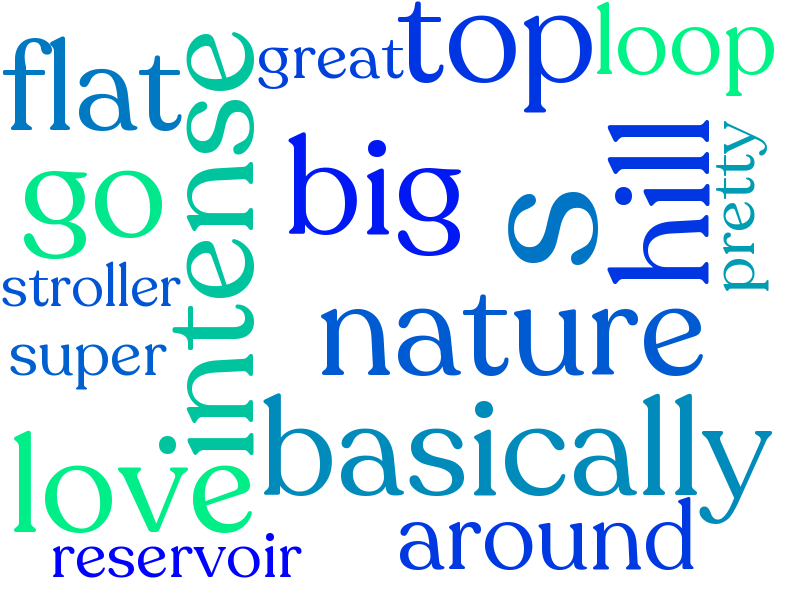 great
top
loop
flat
intense
big
s
hill
pretty
go
stroller
super
nature
love
basically
around
reservoir